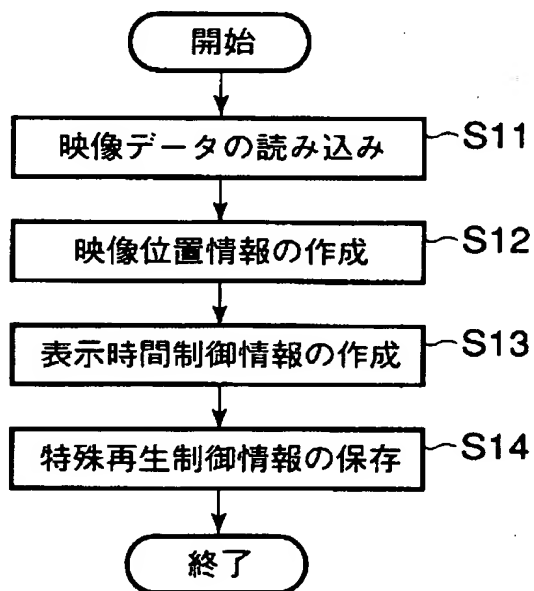 開始
映像データの読み込み S11
映像位置情報の作成 S12
表示時間制御情報の作成 S13
特殊再生制御情報の保存 S14
終了